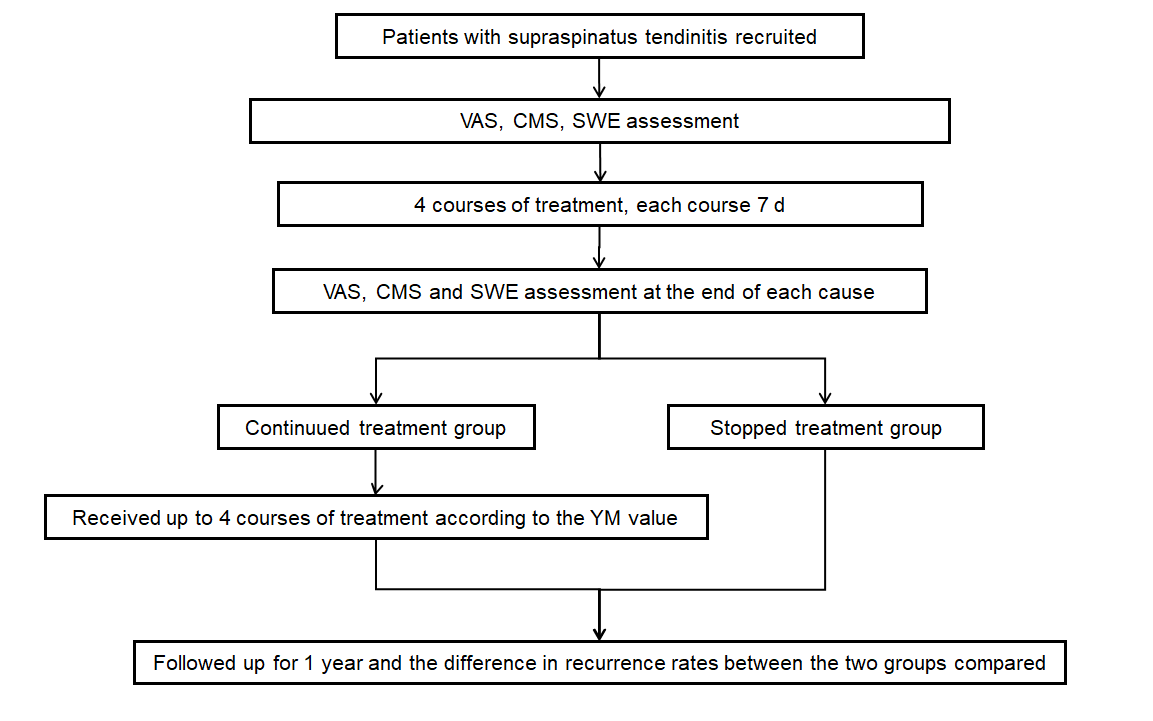 Patients with supraspinatus tendinitis recruited
VAS, CMS, SWE assessment
4 courses of treatment, each course 7 d
VAS, CMS and SWE assessment at the end of each cause
Continuued treatment group
Stopped treatment group
Received up to 4 courses of treatment according to the YM value
Followed up for 1 year and the difference in recurrence rates between the two groups compared